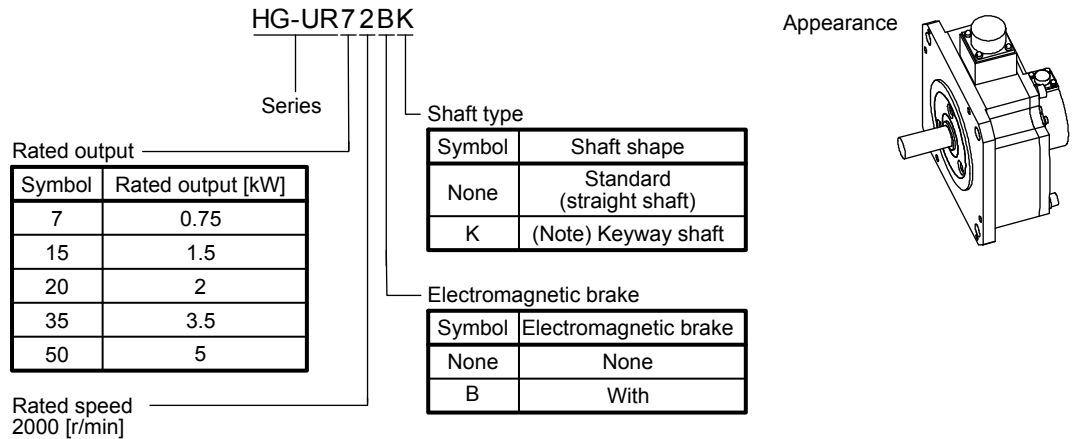 HG-UR72BK
Appearance
Series
Shaft type
Symbol Shaft shape
None Standard
(straight shaft)
K (Note) Keyway shaft
Rated output
Symbol Rated output [kW]
7 0.75
15 1.5
20 2
35 3.5
50 5
Electromagnetic brake
Symbol Electromagnetic brake
None None
B With
Rated speed
2000 [r/min]